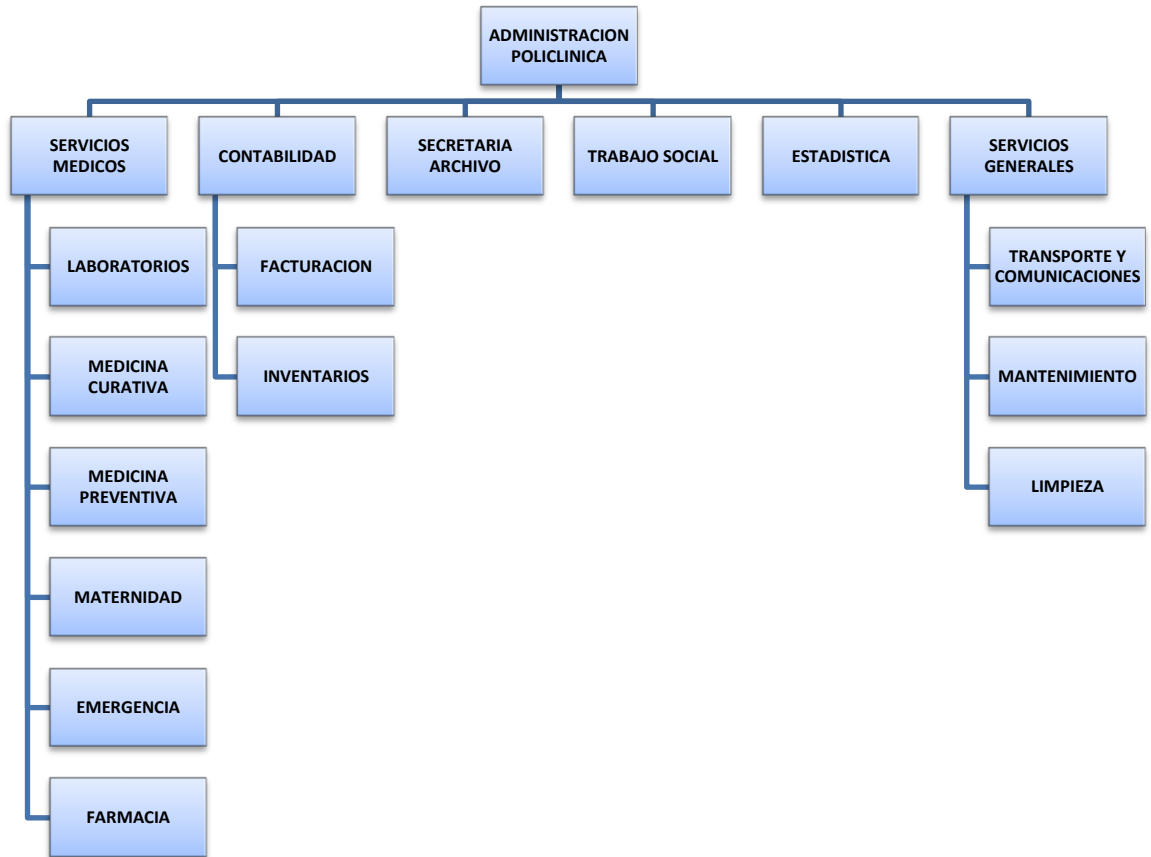 ADMINISTRACION
POLICLINICA
SERVICIOS
MEDICOS
CONTABILIDAD
SECRETARIA
ARCHIVO
TRABAJO SOCIAL
ESTADISTICA
SERVICIOS
GENERALES
LABORATORIOS
MEDICINA
CURATIVA
MEDICINA
PREVENTIVA
MATERNIDAD
EMERGENCIA
FARMACIA
FACTURACION
INVENTARIOS
TRANSPORTE Y
COMUNICACIONES
MANTENIMIENTO
LIMPIEZA